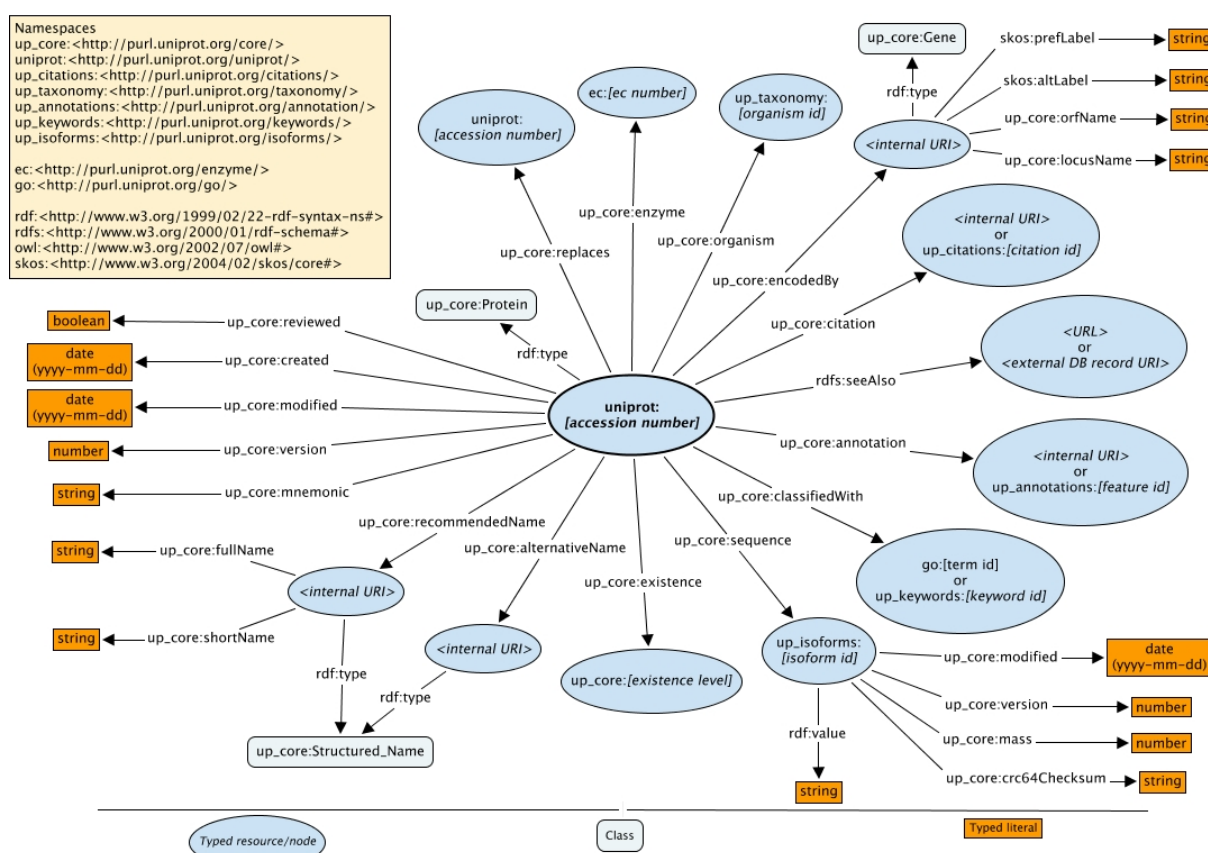 Namespaces
up_core:<http://purl.uniprot.org/core/>
uniprot:<http://purl.uniprot.org/uniprot/>
up_citations:<http://purl.uniprot.org/citations/>
up_taxonomy:<http://purl.uniprot.org/taxonomy/>
up_annotations:<http://purl.uniprot.org/annotation/>
up_keywords:<http://purl.uniprot.org/keywords/>
up_isoforms:<http://purl.uniprot.org/isoforms/>
ec:<http://purl.uniprot.org/enzyme/>
go:<http://purl.uniprot.org/go/>
rdf:<http://www.w3.org/1999/02/22-rdf-syntax-ns#>
rdfs:<http://www.w3.org/2000/01/rdf-schema#>
owl:<http://www.w3.org/2002/07/owl#>
skos:<http://www.w3.org/2004/02/skos/core#>
uniprot:
[accession number]
up_core:replaces
ec:[ec number]
up_core:enzyme
up_taxonomy:
[organism id]
up_core:organism
up_core:Gene
rdf:type
<internal URI>
up_core:encodedBy
skos:prefLabel
string
skos:altLabel
string
up_core:orfName
string
up_core:locusName
string
<internal URI>
or
up_citations:[citation id]
up_core:citation
<URL>
or
<external DB record URI>
rdfs:seeAlso
up_core:Protein
rdf:type
uniprot:
[accession number]
boolean
up_core:reviewed
date
(yyyy-mm-dd)
up_core:created
date
(yyyy-mm-dd)
up_core:modified
number
up_core:version
string
up_core:mnemonic
up_core:annotation
<internal URI>
or
up_annotations:[feature id]
up_core:classifiedWith
go:[term id]
or
up_keywords:[keyword id]
up_core:recommendedName
<internal URI>
string
up_core:fullName
string
up_core:shortName
rdf:type
up_core:alternativeName
<internal URI>
rdf:type
up_core:Structured_Name
up_core:existence
up_core:[existence level]
up_core:sequence
up_isoforms:
[isoform id]
up_core:modified
date
(yyyy-mm-dd)
up_core:version
number
up_core:mass
number
up_core:crc64Checksum
string
rdf:value
string
Typed resource/node
Class
Typed literal